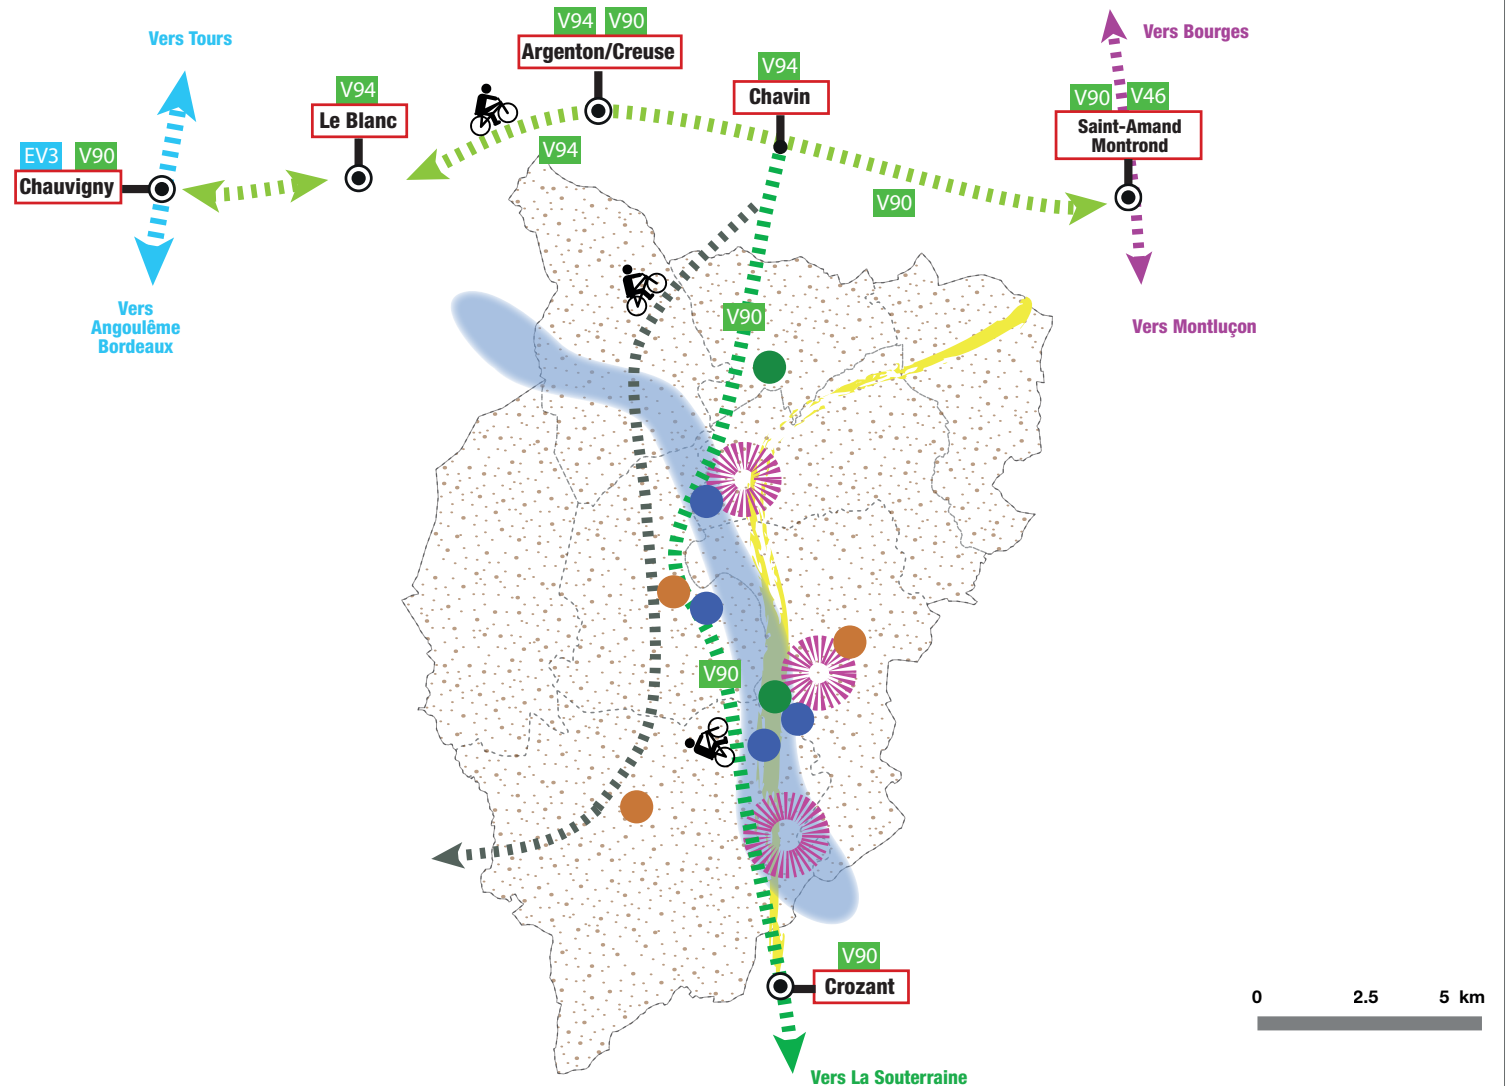 V94 V90
Argenton/Creuse
Vers Bourges
Vers Tours
V94
Chavin
V94
Le Blanc
V90 V46
Saint-Amand
Montrond
EV3 V90
Chauvigny
V94
V90
Vers
Angoulême
Bordeaux
V90
Vers Montluçon
V90
V90
Crozant
0 2.5 5 km
Vers La Souterraine